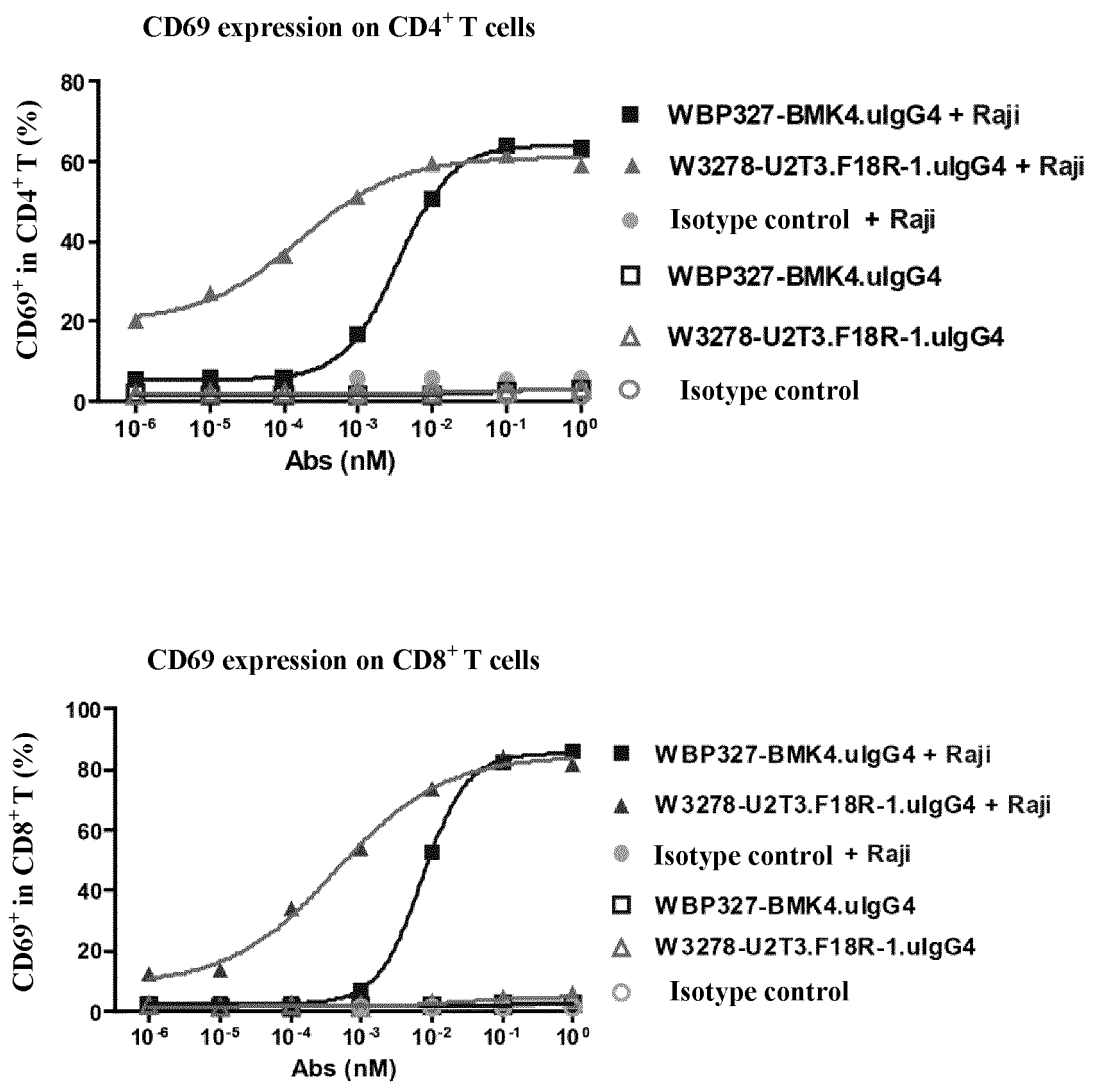 CD69 expression on CD4⁺ T cells
CD69⁺ in CD4⁺ T (%)
80
60
40
20
0
10⁻⁶ 10⁻⁵ 10⁻⁴ 10⁻³ 10⁻² 10⁻¹ 10⁰
Abs (nM)
WBP327-BMK4.uIgG4 + Raji
W3278-U2T3.F18R-1.uIgG4 + Raji
Isotype control + Raji
WBP327-BMK4.uIgG4
W3278-U2T3.F18R-1.uIgG4
Isotype control
CD69 expression on CD8⁺ T cells
CD69⁺ in CD8⁺ T (%)
100
80
60
40
20
0
10⁻⁶ 10⁻⁵ 10⁻⁴ 10⁻³ 10⁻² 10⁻¹ 10⁰
Abs (nM)
WBP327-BMK4.uIgG4 + Raji
W3278-U2T3.F18R-1.uIgG4 + Raji
Isotype control + Raji
WBP327-BMK4.uIgG4
W3278-U2T3.F18R-1.uIgG4
Isotype control